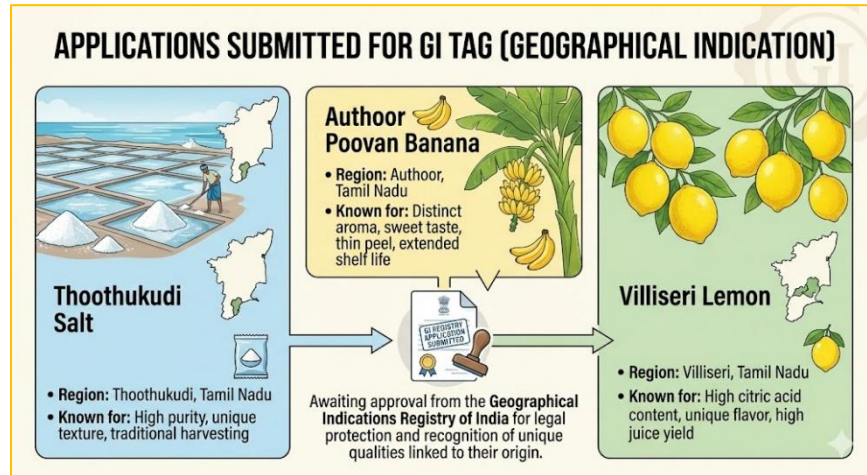 APPLICATIONS SUBMITTED FOR GI TAG (GEOGRAPHICAL INDICATION)
Thoothukudi
Salt
• Region: Thoothukudi, Tamil Nadu
• Known for: High purity, unique
texture, traditional harvesting
Authoor
Poovan Banana
• Region: Authoor,
Tamil Nadu
• Known for: Distinct
aroma, sweet taste,
thin peel, extended
shelf life
GI REGISTRY
APPLICATION
SUBMITTED
Awaiting approval from the Geographical
Indications Registry of India for legal
protection and recognition of unique
qualities linked to their origin.
Villiseri Lemon
• Region: Villiseri, Tamil Nadu
• Known for: High citric acid
content, unique flavor, high
juice yield
GI